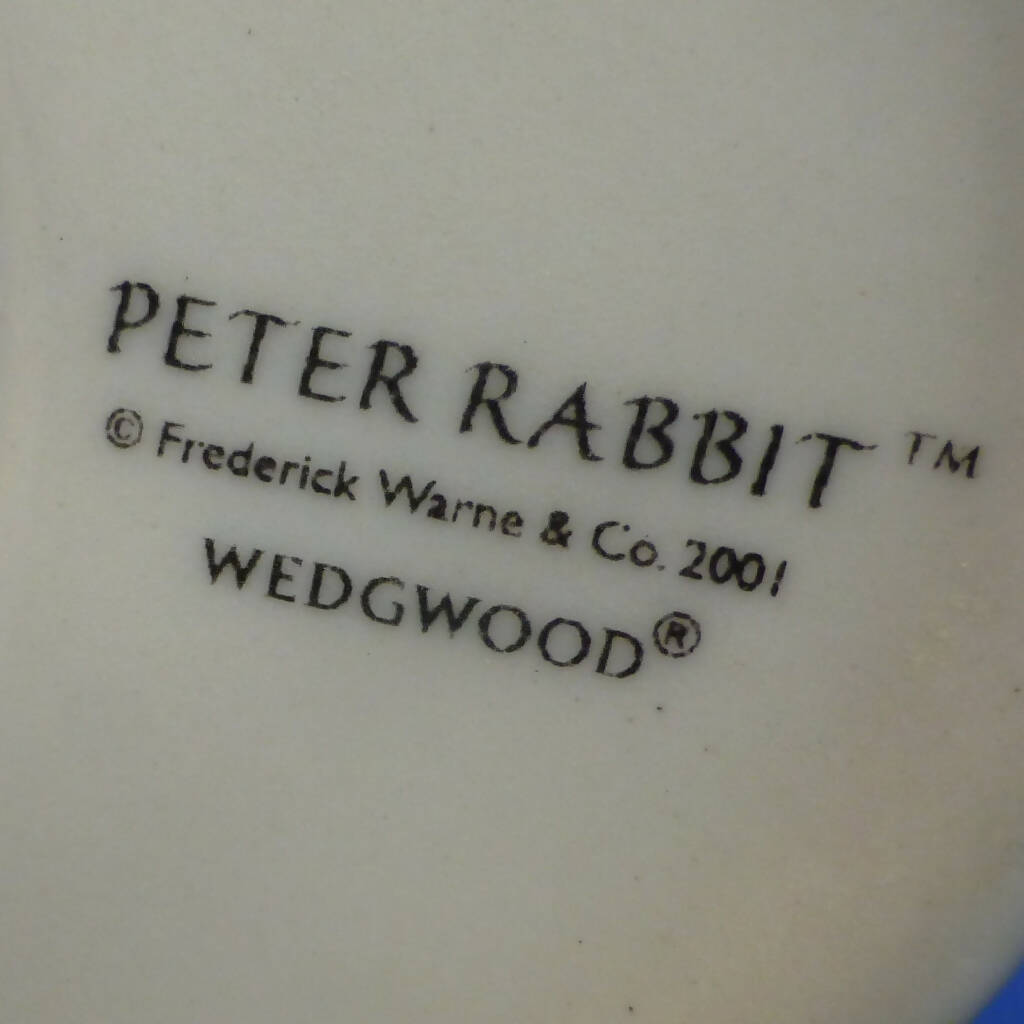 PETER RABBIT ™
© Frederick Warne & Co. 2001
WEDGWOOD®